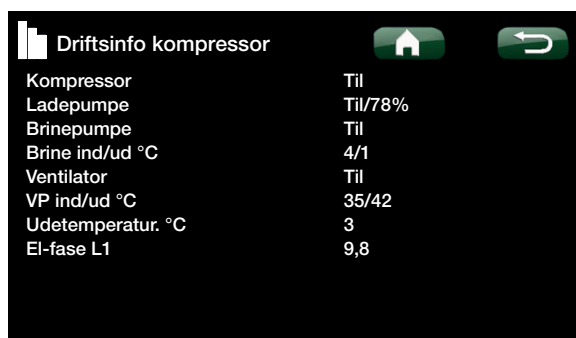 Driftsinfo kompressor
Kompressor Til
Ladepumpe Til/78%
Brinepumpe Til
Brine ind/ud °C 4/1
Ventilator Til
VP ind/ud °C 35/42
Udetemperatur. °C 3
El-fase L1 9,8